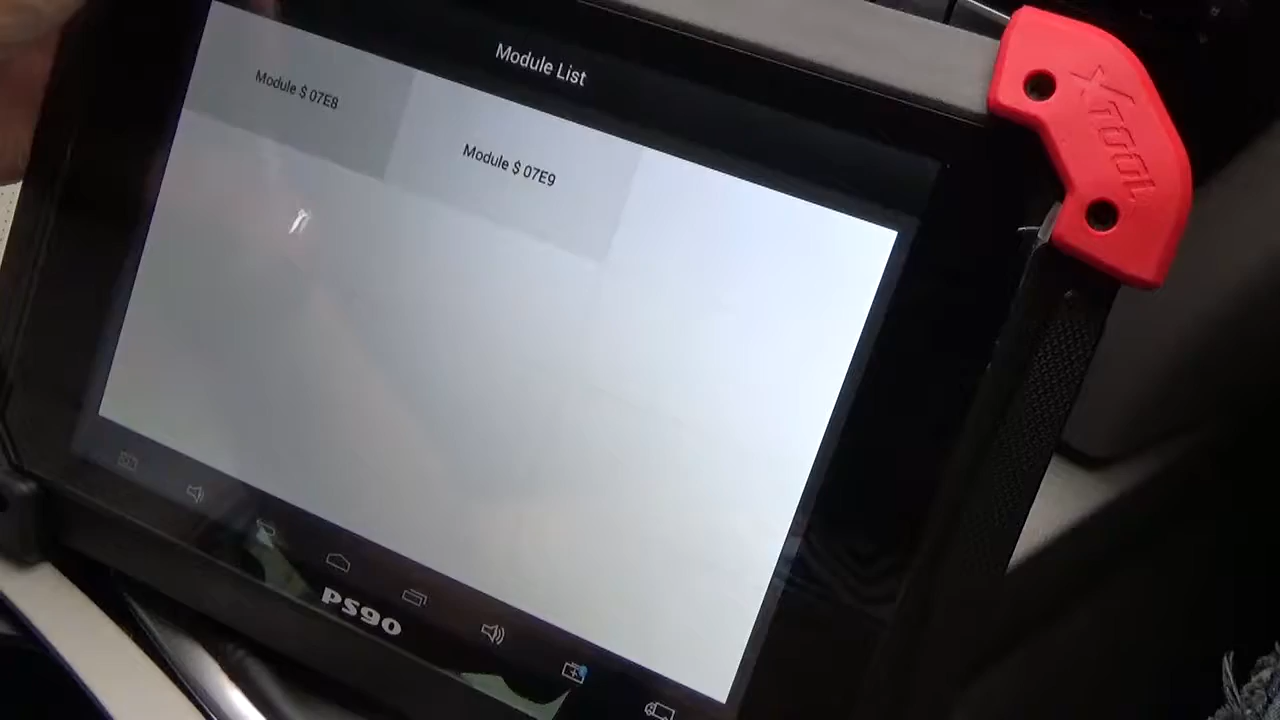 Module List
Module $ 07E8
Module $ 07E9
XTOOL
PS90